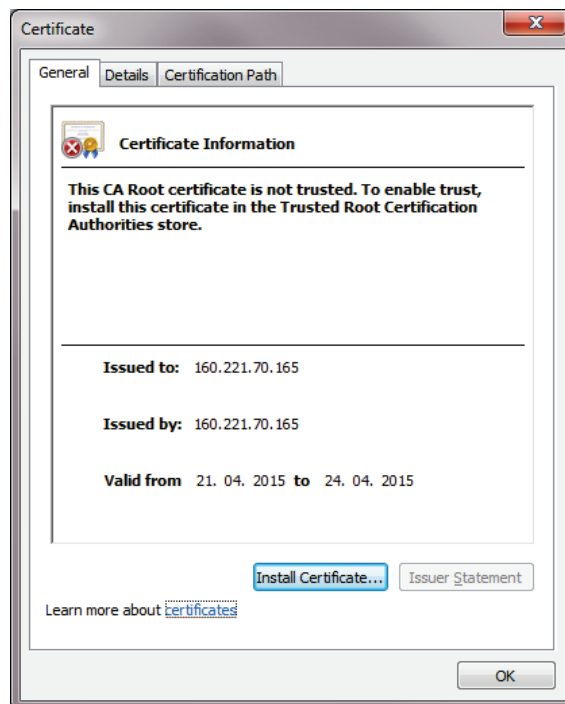 Certificate
General Details Certification Path
Certificate Information
This CA Root certificate is not trusted. To enable trust,
install this certificate in the Trusted Root Certification
Authorities store.
Issued to: 160.221.70.165
Issued by: 160.221.70.165
Valid from 21. 04. 2015 to 24. 04. 2015
Install Certificate... Issuer Statement
Learn more about certificates
OK